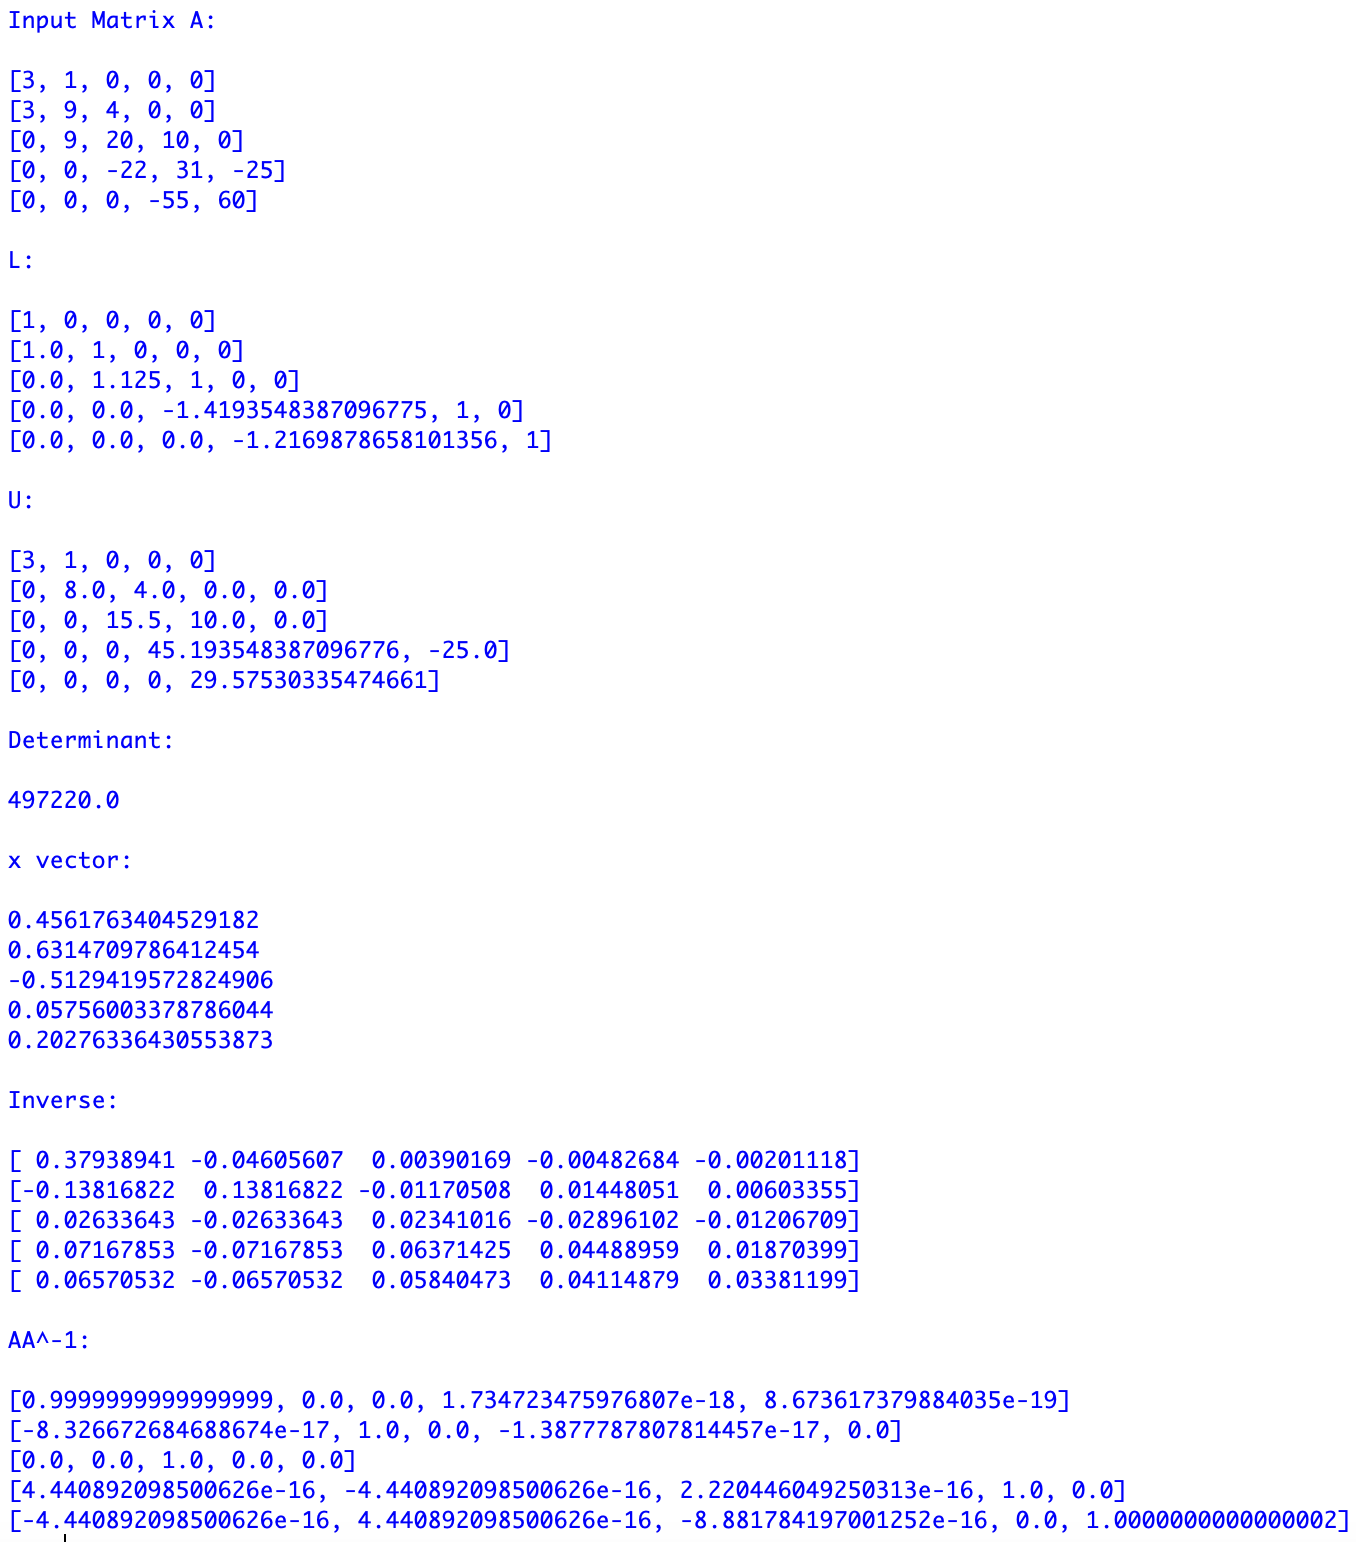 Input Matrix A:
[3, 1, 0, 0, 0]
[3, 9, 4, 0, 0]
[0, 9, 20, 10, 0]
[0, 0, -22, 31, -25]
[0, 0, 0, -55, 60]
L:
[1, 0, 0, 0, 0]
[1.0, 1, 0, 0, 0]
[0.0, 1.125, 1, 0, 0]
[0.0, 0.0, -1.4193548387096775, 1, 0]
[0.0, 0.0, 0.0, -1.2169878658101356, 1]
U:
[3, 1, 0, 0, 0]
[0, 8.0, 4.0, 0.0, 0.0]
[0, 0, 15.5, 10.0, 0.0]
[0, 0, 0, 45.193548387096776, -25.0]
[0, 0, 0, 0, 29.57530335474661]
Determinant:
497220.0
x vector:
0.4561763404529182
0.6314709786412454
-0.5129419572824906
0.05756003378786044
0.20276336430553873
Inverse:
[ 0.37938941 -0.04605607  0.00390169 -0.00482684 -0.00201118]
[-0.13816822  0.13816822 -0.01170508  0.01448051  0.00603355]
[ 0.02633643 -0.02633643  0.02341016 -0.02896102 -0.01206709]
[ 0.07167853 -0.07167853  0.06371425  0.04488959  0.01870399]
[ 0.06570532 -0.06570532  0.05840473  0.04114879  0.03381199]
AA^-1:
[0.9999999999999999, 0.0, 0.0, 1.734723475976807e-18, 8.673617379884035e-19]
[-8.326672684688674e-17, 1.0, 0.0, -1.3877787807814457e-17, 0.0]
[0.0, 0.0, 1.0, 0.0, 0.0]
[4.440892098500626e-16, -4.440892098500626e-16, 2.220446049250313e-16, 1.0, 0.0]
[-4.440892098500626e-16, 4.440892098500626e-16, -8.881784197001252e-16, 0.0, 1.0000000000000002]